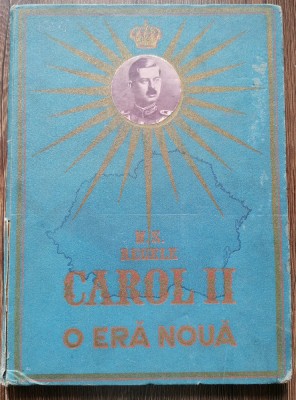 M.S.
REGELE
CAROL II
O ERĂ NOUĂ